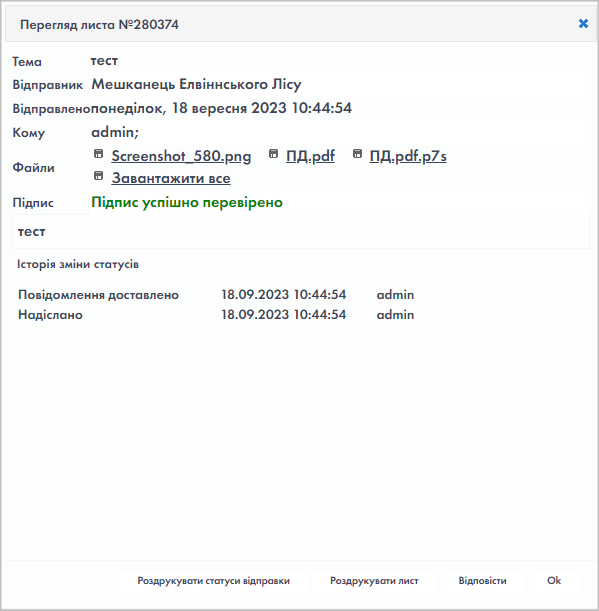 Перегляд листа №280374
Тема тест
Відправник Мешканець Елвіннського Лісу
Відправлено понеділок, 18 вересня 2023 10:44:54
Кому admin;
Файли Screenshot_580.png ПД.pdf ПД.pdf.p7s
Завантажити все
Підпис Підпис успішно перевірено
тест
Історія зміни статусів
Повідомлення доставлено 18.09.2023 10:44:54 admin
Надіслано 18.09.2023 10:44:54 admin
Роздрукувати статуси відправки Роздрукувати лист Відповісти Ok